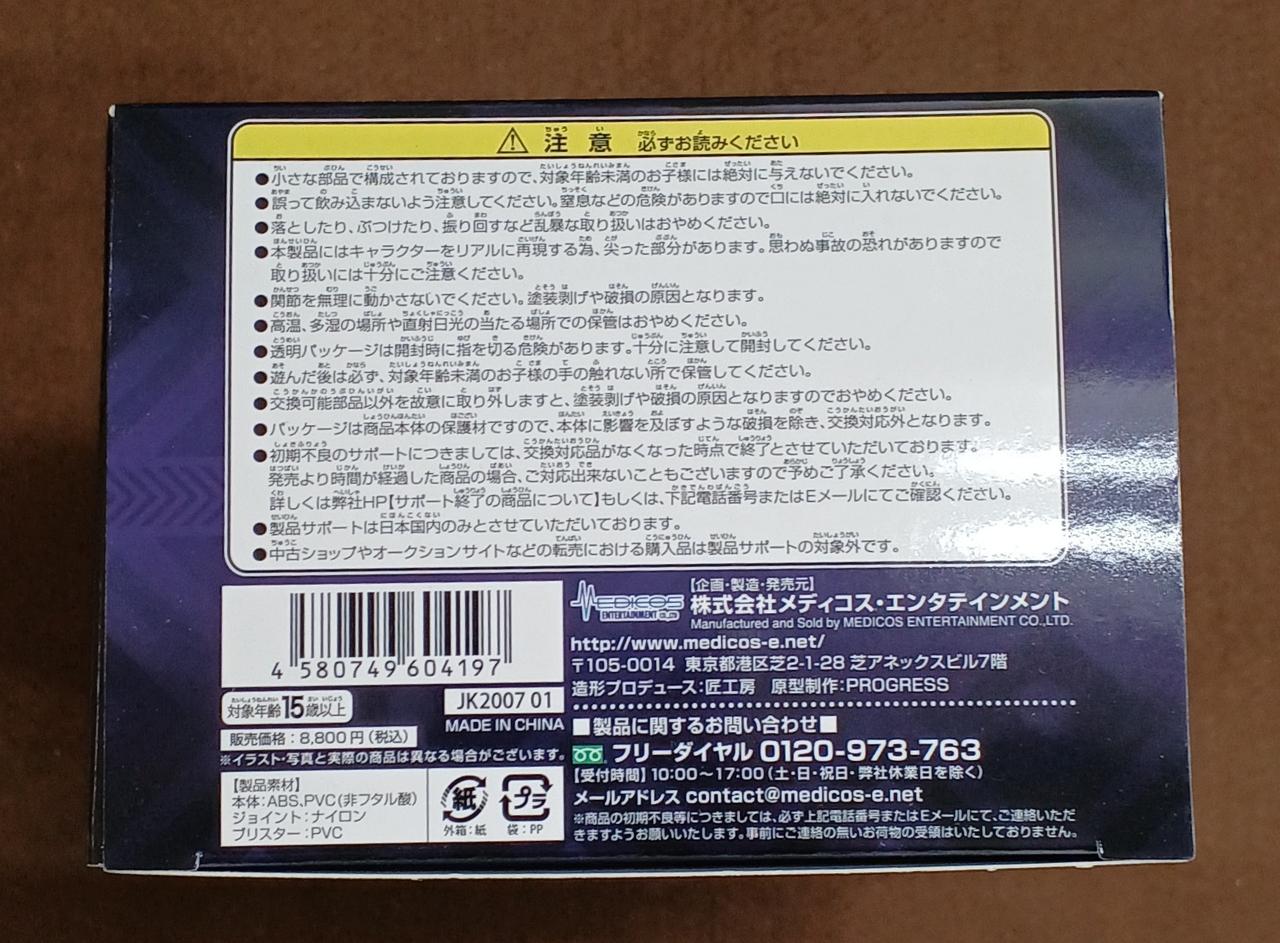 注意 必ずお読みください
●小さな部品で構成されておりますので、対象年齢未満のお子様には絶対に与えないでください。
●誤って飲み込まないよう注意してください。窒息などの危険がありますので口には絶対に入れないでください。
●落としたり、ぶつけたり、振り回すなど乱暴な取り扱いはおやめください。
●本製品にはキャラクターをリアルに再現する為、尖った部分があります。思わぬ事故の恐れがありますので
取り扱いには十分にご注意ください。
●関節を無理に動かさないでください。塗装剥げや破損の原因となります。
●高温、多湿の場所や直射日光の当たる場所での保管はおやめください。
●透明パッケージは開封時に指を切る危険があります。十分に注意して開封してください。
●遊んだ後は必ず、対象年齢未満のお子様の手の触れない所で保管してください。
●交換可能部品以外を故意に取り外しますと、塗装剥げや破損の原因となりますのでおやめください。
●パッケージは商品本体の保護材ですので、本体に影響を及ぼすような破損を除き、交換対応外となります。
●初期不良のサポートにつきましては、交換対応品がなくなった時点で終了とさせていただいております。
発売より時間が経過した商品の場合、ご対応出来ないこともございますので予めご了承ください。
詳しくは弊社HP【サポート終了の商品について】もしくは、下記電話番号またはEメールにてご確認ください。
●製品サポートは日本国内のみとさせていただいております。
●中古ショップやオークションサイトなどの転売における購入品は製品サポートの対象外です。
4 580749 604197
対象年齢15歳以上
JK2007 01
MADE IN CHINA
販売価格：8,800円（税込）
※イラスト・写真と実際の商品は異なる場合がございます。
【製品素材】
本体：ABS、PVC（非フタル酸）
ジョイント：ナイロン
ブリスター：PVC
紙
外箱：紙
プラ
袋：PP
MEDICOS
ENTERTAINMENT CO.,LTD.
【企画・製造・発売元】
株式会社メディコス・エンタテインメント
Manufactured and Sold by MEDICOS ENTERTAINMENT CO.,LTD.
http://www.medicos-e.net/
〒105-0014 東京都港区芝2-1-28 芝アネックスビル7階
造形プロデュース：匠工房 原型制作：PROGRESS
■製品に関するお問い合わせ■
フリーダイヤル 0120-973-763
【受付時間】10:00～17:00（土・日・祝日・弊社休業日を除く）
メールアドレス contact@medicos-e.net
※商品の初期不良等につきましては、必ず上記電話番号またはEメールにて、ご連絡いただ
きますようお願いいたします。事前にご連絡の無いお荷物の受領はいたしておりません。